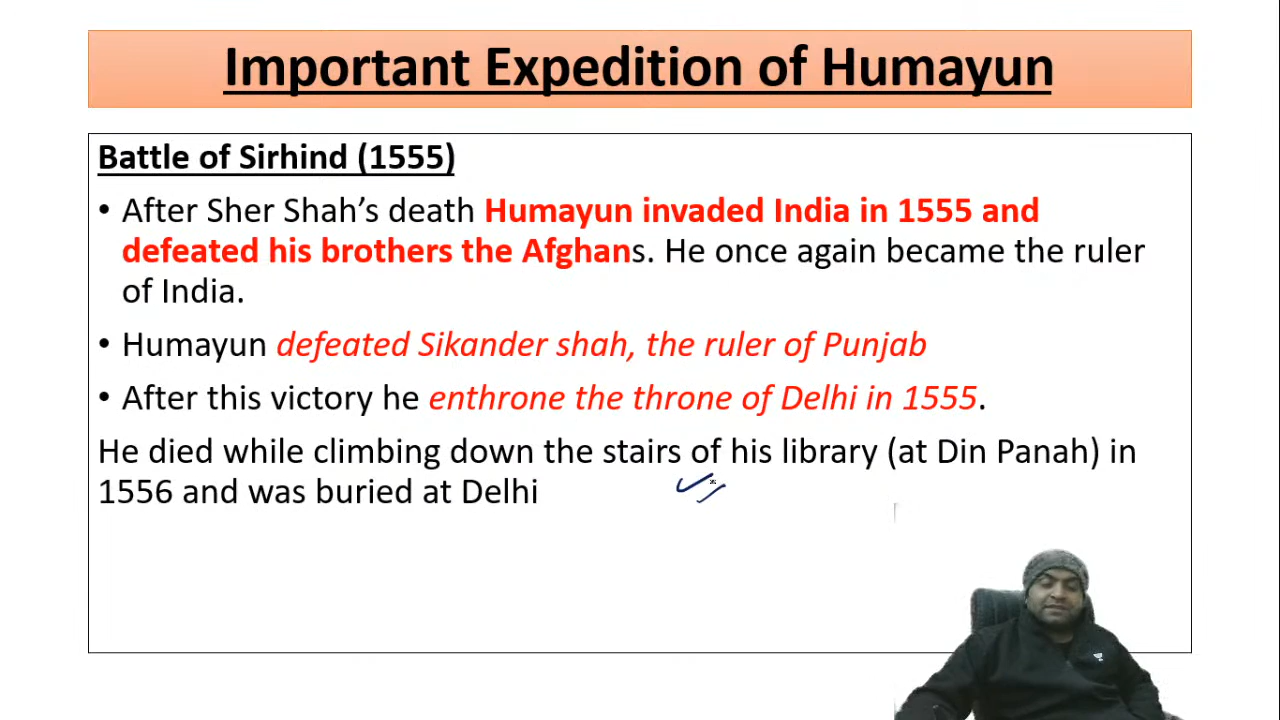 Important Expedition of Humayun
Battle of Sirhind (1555)
• After Sher Shah's death Humayun invaded India in 1555 and
defeated his brothers the Afghans. He once again became the ruler
of India.
• Humayun defeated Sikander shah, the ruler of Punjab
• After this victory he enthrone the throne of Delhi in 1555.
He died while climbing down the stairs of his library (at Din Panah) in
1556 and was buried at Delhi